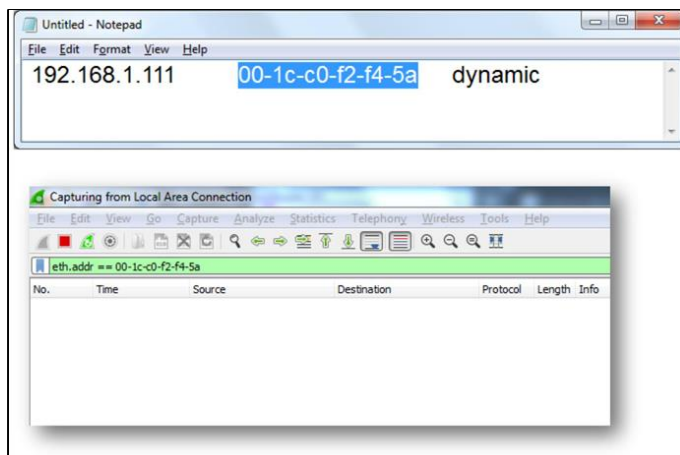 Untitled - Notepad
File Edit Format View Help
192.168.1.111 00-1c-c0-f2-f4-5a dynamic
Capturing from Local Area Connection
File Edit View Go Capture Analyze Statistics Telephony Wireless Tools Help
eth.addr == 00-1c-c0-f2-f4-5a
No. Time Source Destination Protocol Length Info